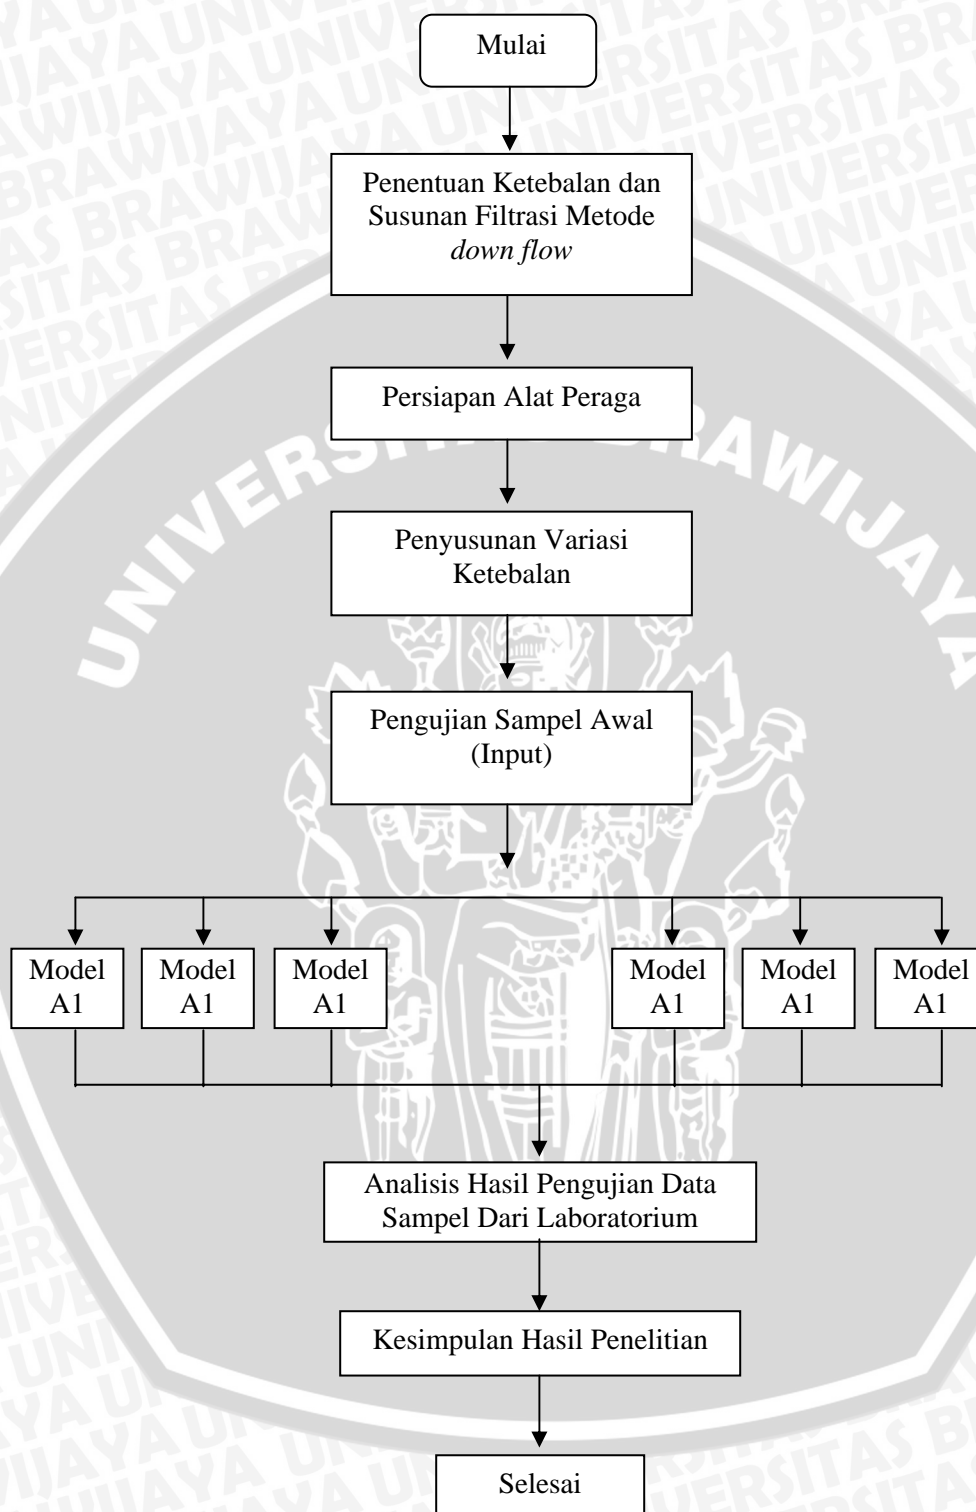 Mulai
Penentuan Ketebalan dan
Susunan Filtrasi Metode
down flow
Persiapan Alat Peraga
UNIVERSITAS BRAWIJAYA
Penyusunan Variasi
Ketebalan
Pengujian Sampel Awal
(Input)
Model
A1
Model
A1
Model
A1
Model
A1
Model
A1
Model
A1
Analisis Hasil Pengujian Data
Sampel Dari Laboratorium
Kesimpulan Hasil Penelitian
Selesai